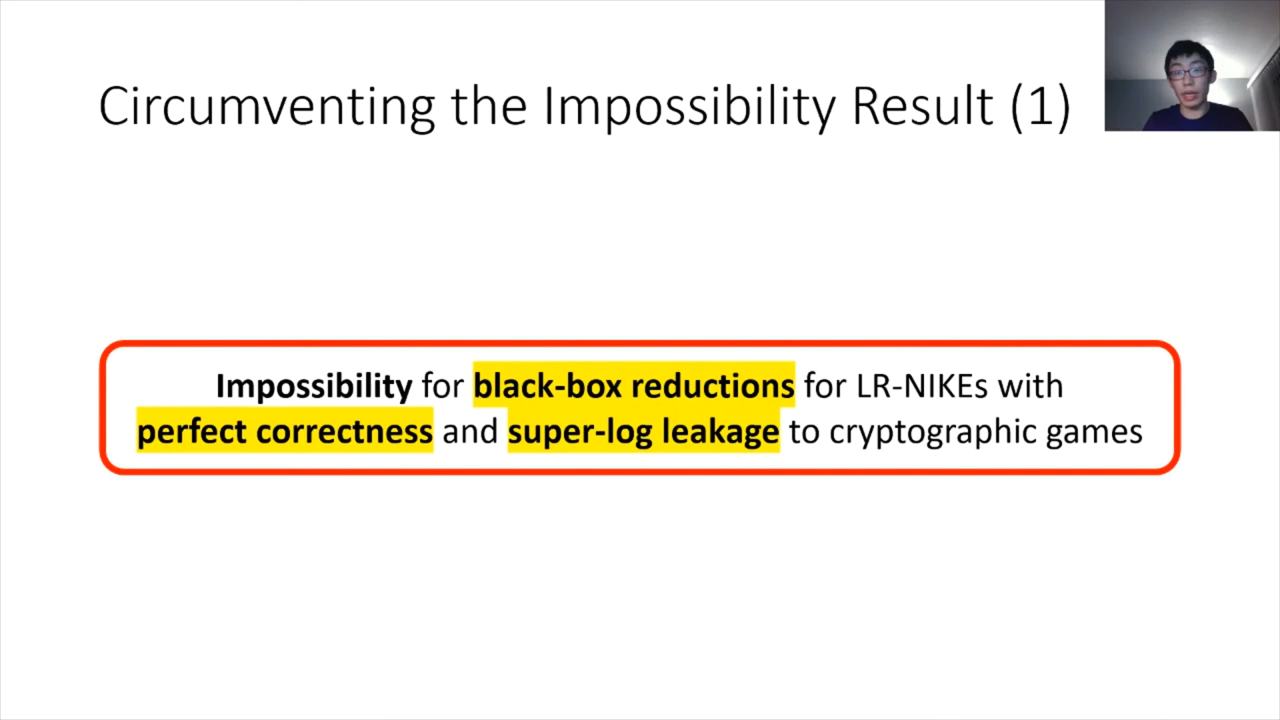 Circumventing the Impossibility Result (1)
Impossibility for black-box reductions for LR-NIKEs with
perfect correctness and super-log leakage to cryptographic games